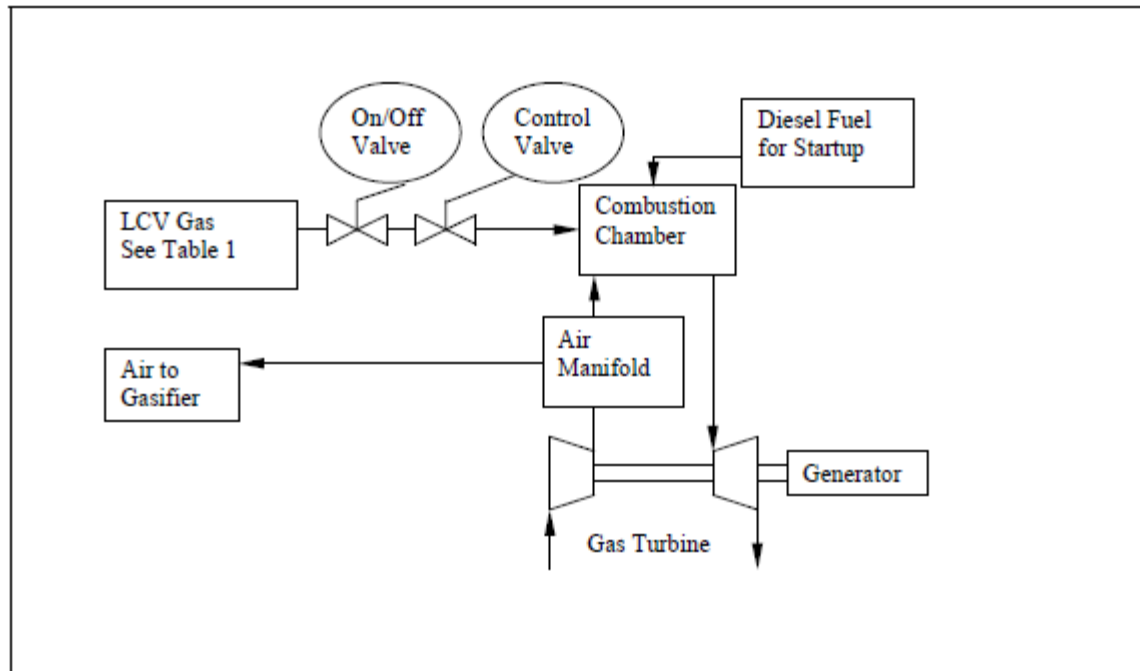 On/Off
Valve
Control
Valve
Diesel Fuel
for Startup
LCV Gas
See Table 1
Combustion
Chamber
Air to
Gasifier
Air
Manifold
Generator
Gas Turbine